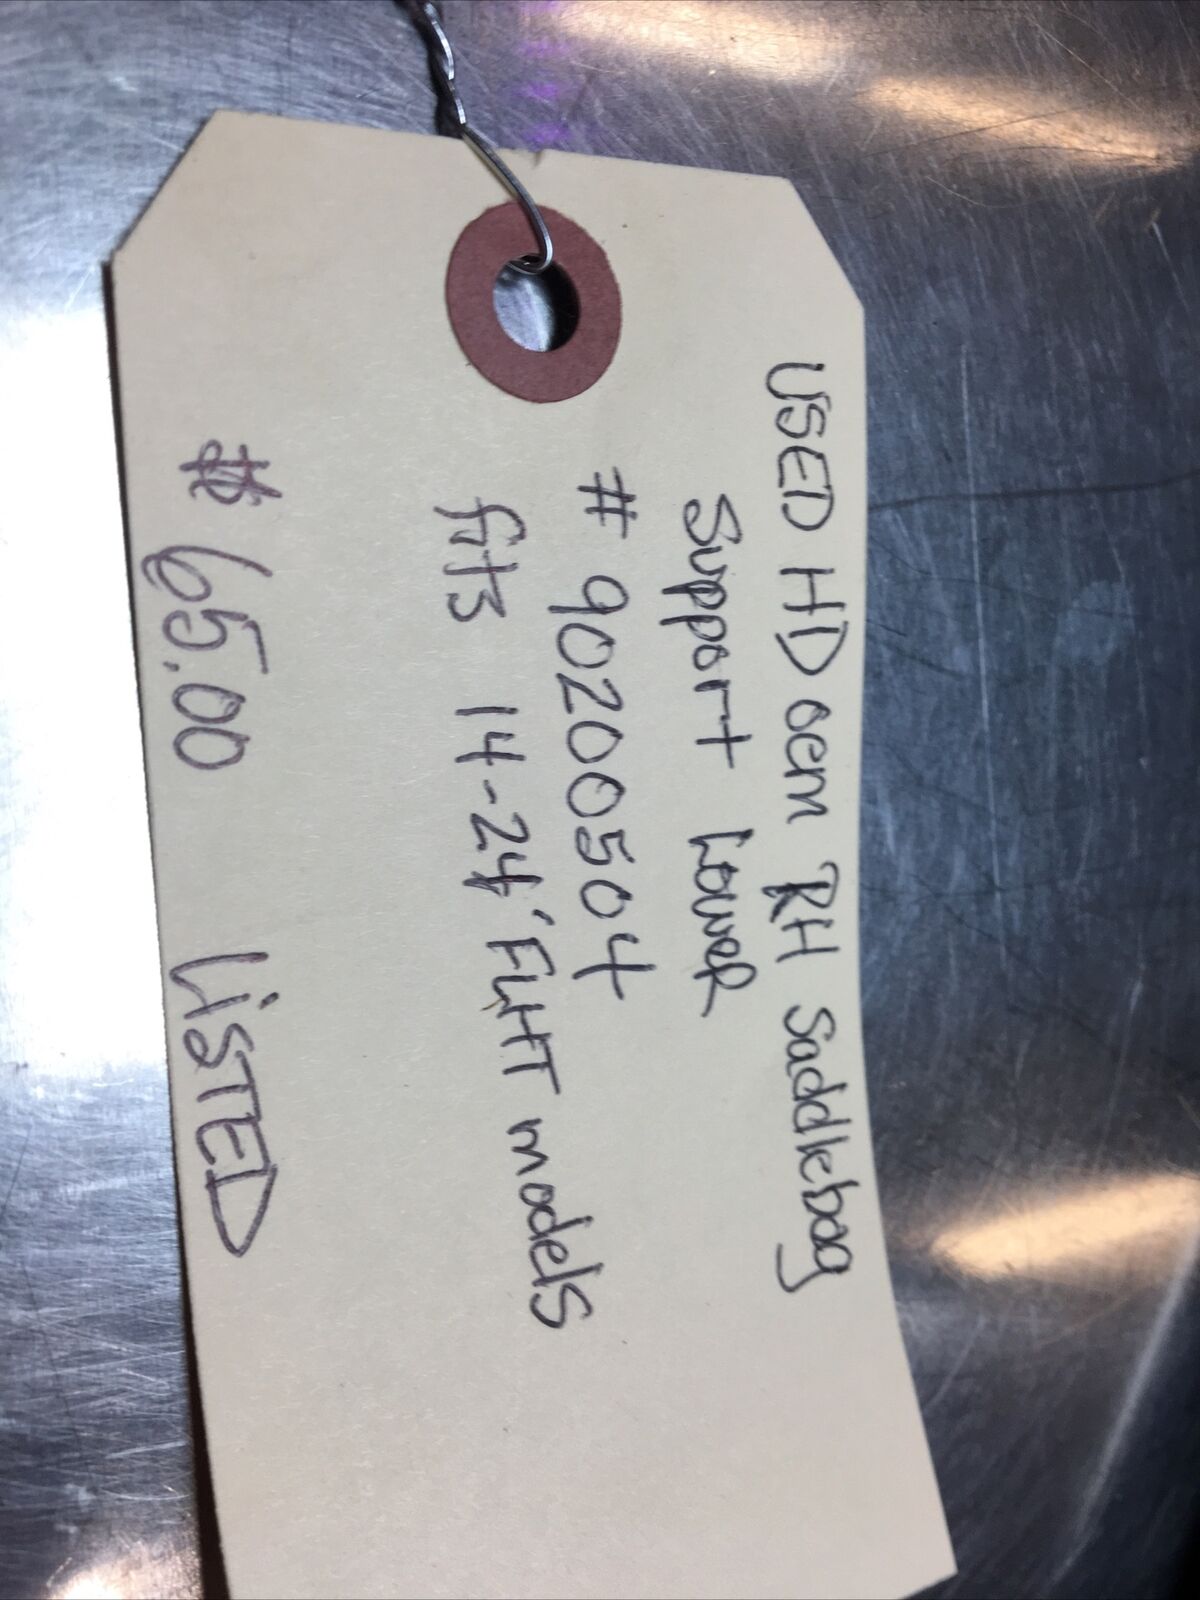 USED HD oem RH Saddlebag
Support Lower
# 90200504
fits 14-24' FLHT models
$ 65.00 LISTED